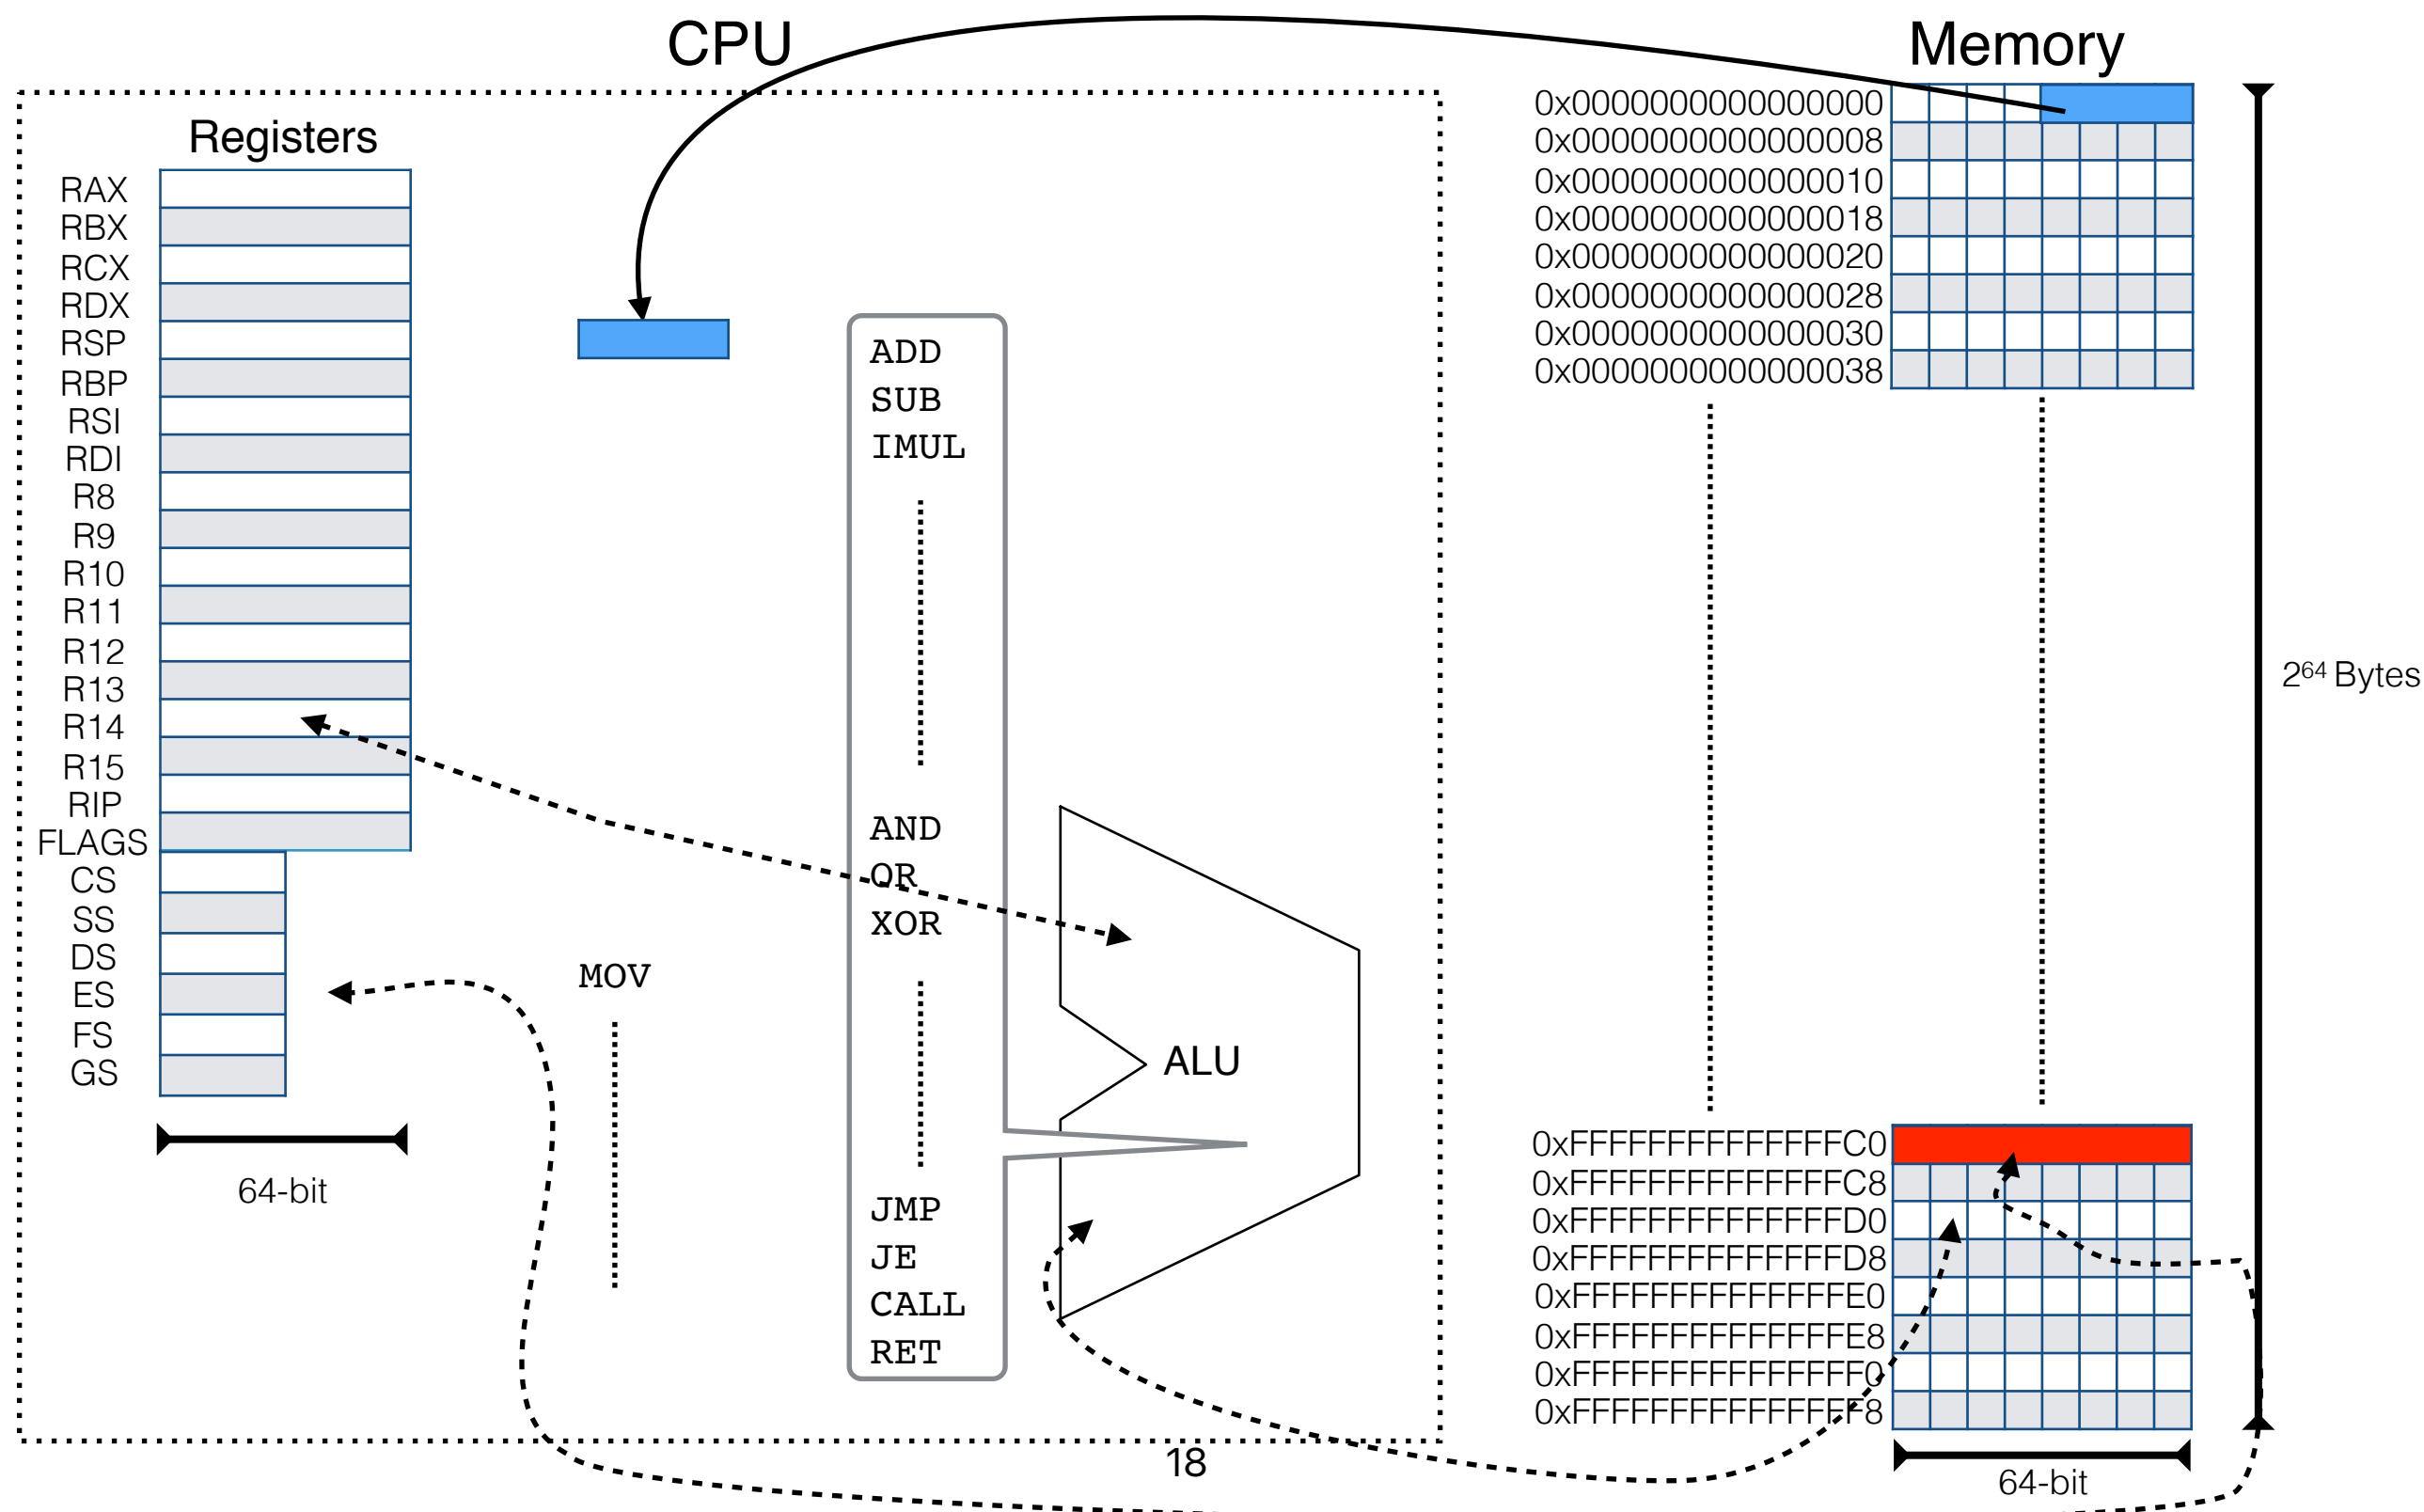 CPU
Memory
Registers
RAX
RBX
RCX
RDX
RSP
RBP
RSI
RDI
R8
R9
R10
R11
R12
R13
R14
R15
RIP
FLAGS
CS
SS
DS
ES
FS
GS
64-bit
MOV
ADD
SUB
IMUL
AND
OR
XOR
JMP
JE
CALL
RET
ALU
0x0000000000000000
0x0000000000000008
0x0000000000000010
0x0000000000000018
0x0000000000000020
0x0000000000000028
0x0000000000000030
0x0000000000000038
2⁶⁴ Bytes
0xFFFFFFFFFFFFFFC0
0xFFFFFFFFFFFFFFC8
0xFFFFFFFFFFFFFFD0
0xFFFFFFFFFFFFFFD8
0xFFFFFFFFFFFFFFE0
0xFFFFFFFFFFFFFFE8
0xFFFFFFFFFFFFFFF0
0xFFFFFFFFFFFFFFF8
64-bit
18